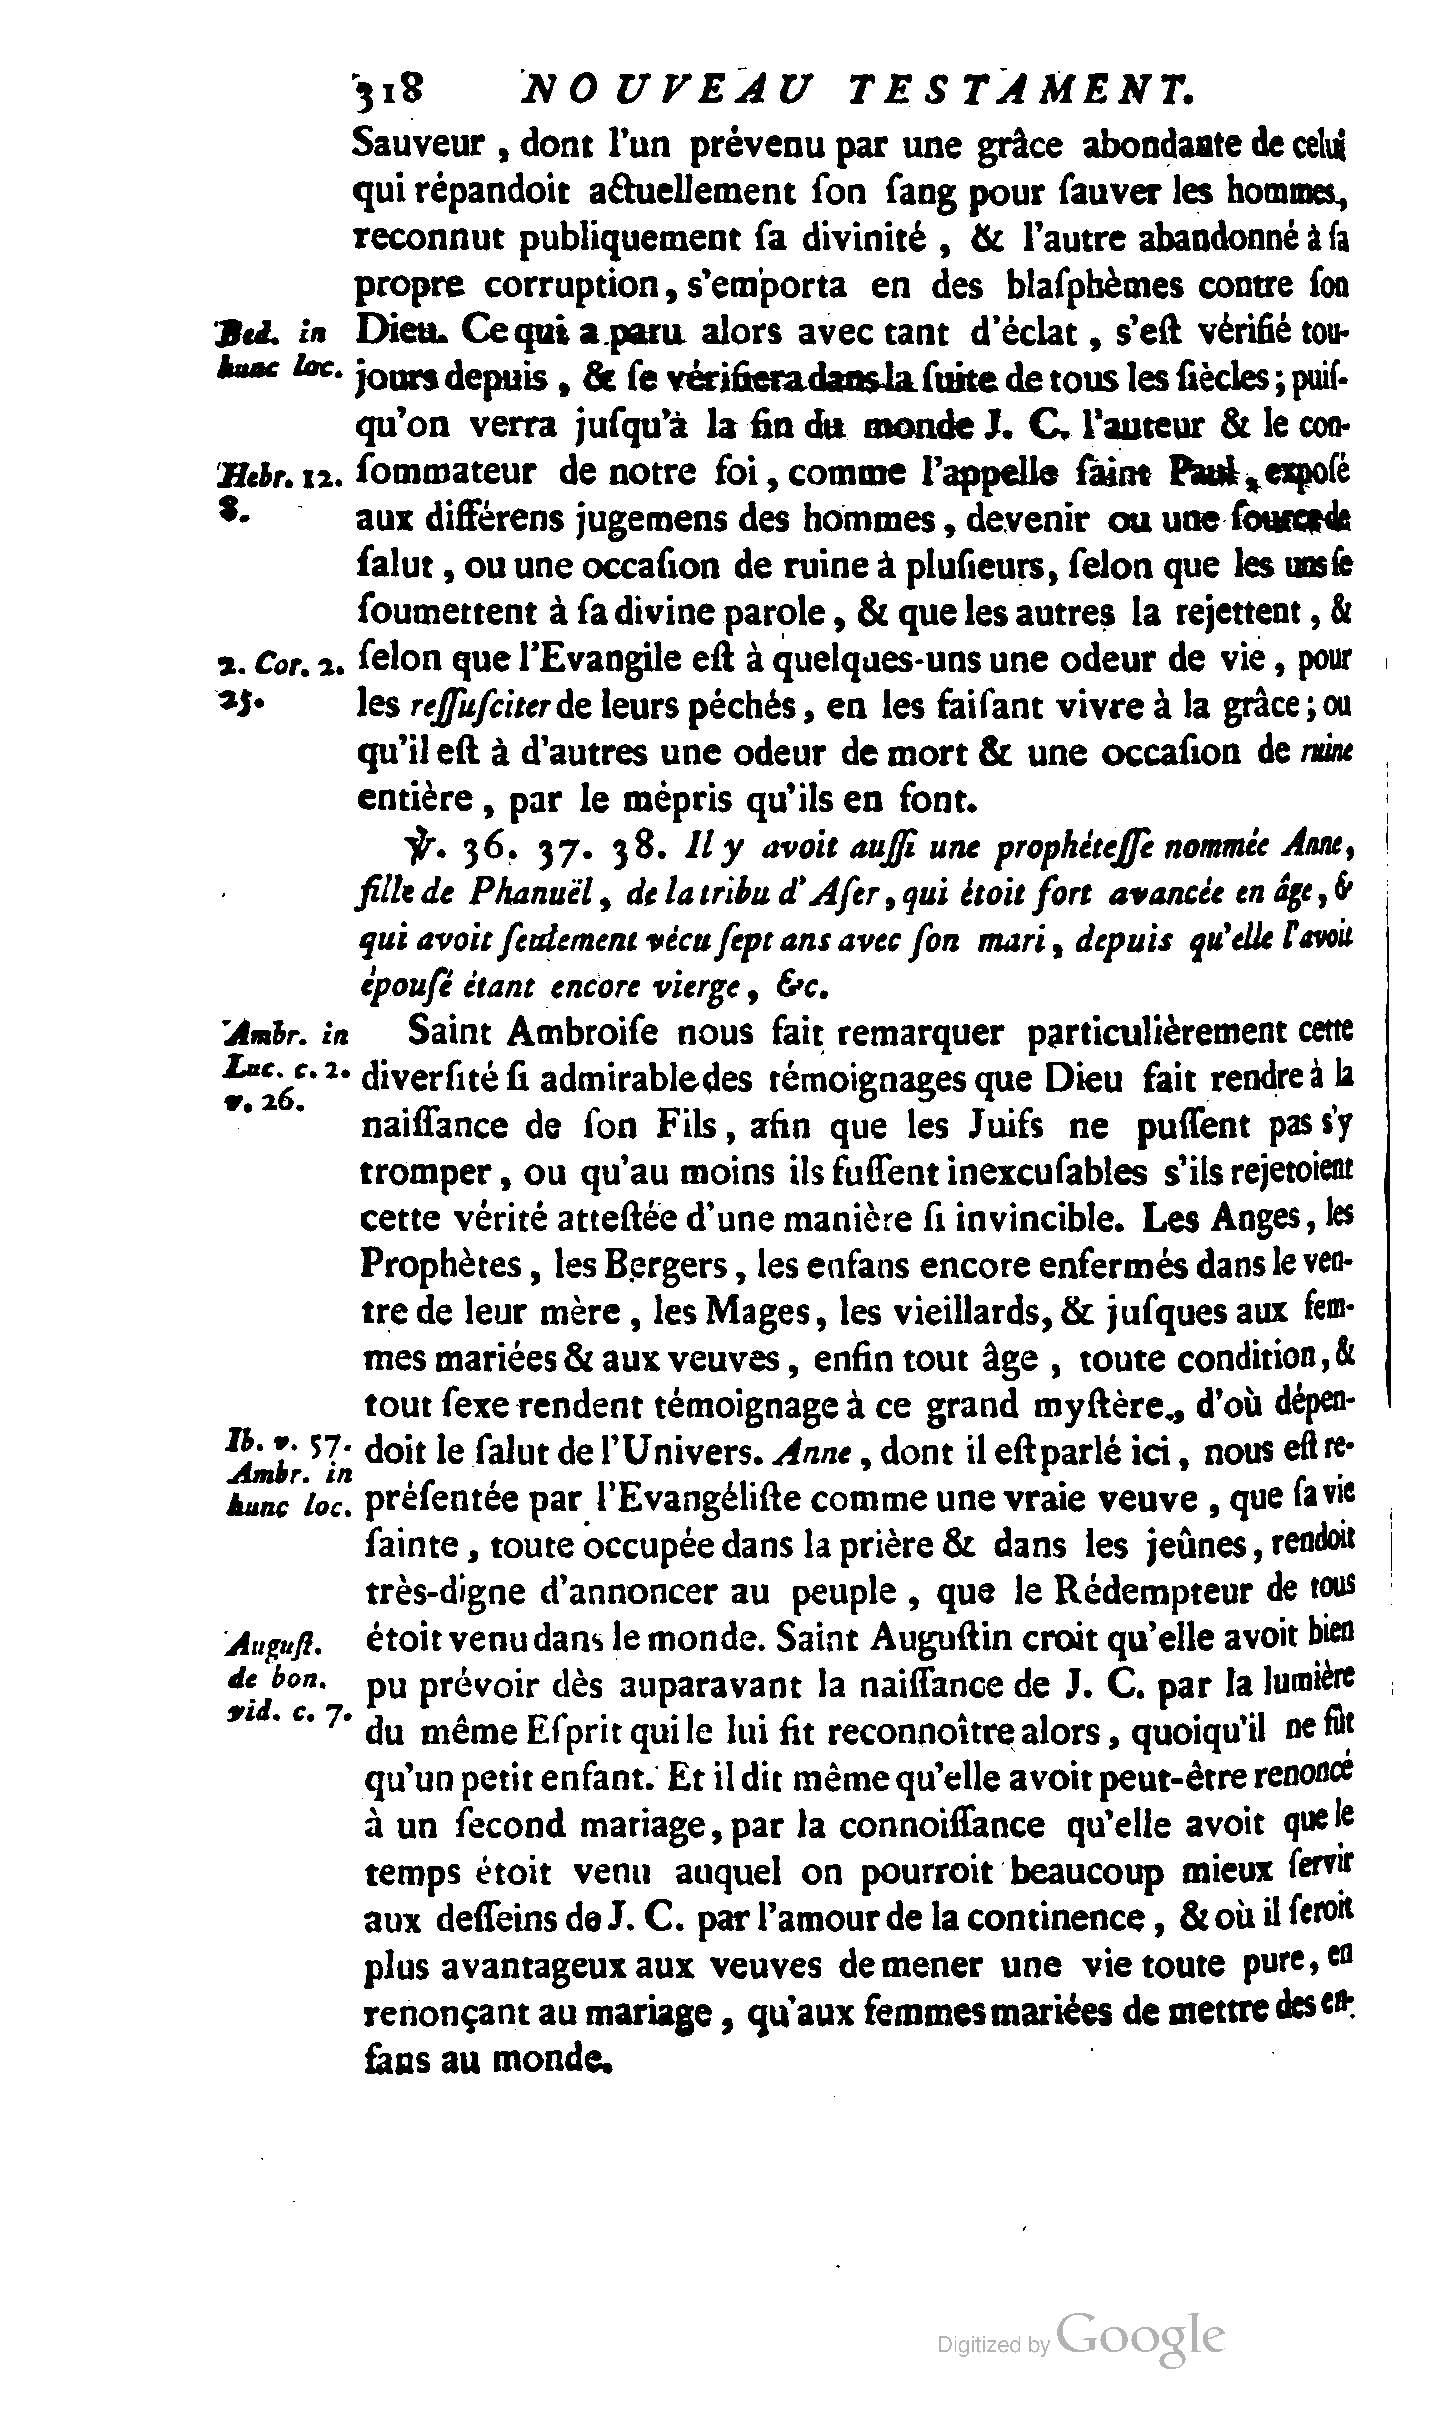 318 NOUVEAU TESTAMENT.
Sauveur , dont l'un prévenu par une grâce abondante de celui
qui répandoit actuellement ſon ſang pour ſauver les hommes,
reconnut publiquement ſa divinité , & l'autre abandonné à ſa
propre corruption, s'emporta en des blaſphèmes contre ſon
Bed. in Dieu. Ce qui a paru alors avec tant d'éclat , s'eſt vérifié tou-
hunc loc. jours depuis , & ſe vérifiera dans la ſuite de tous les ſiècles ; puiſ-
qu'on verra juſqu'à la fin du monde J. C. l'auteur & le con-
Hebr. 12. ſommateur de notre foi , comme l'appelle ſaint Paul , expoſé
8. aux différens jugemens des hommes , devenir ou une ſource de
ſalut , ou une occaſion de ruine à pluſieurs, ſelon que les uns ſe
ſoumettent à ſa divine parole , & que les autres la rejettent , &
2. Cor. 2. ſelon que l'Evangile eſt à quelques-uns une odeur de vie , pour
25. les reſſuſciter de leurs péchés , en les faiſant vivre à la grâce ; ou
qu'il eſt à d'autres une odeur de mort & une occaſion de ruine
entière , par le mépris qu'ils en font.
℣. 36. 37. 38. Il y avoit auſſi une prophéteſſe nommée Anne,
fille de Phanuël , de la tribu d'Aſer , qui étoit fort avancée en âge , &
qui avoit ſeulement vécu ſept ans avec ſon mari , depuis qu'elle l'avoit
épouſé étant encore vierge , &c.
Ambr. in Saint Ambroiſe nous fait remarquer particulièrement cette
Luc. c. 2. diverſité ſi admirable des témoignages que Dieu fait rendre à la
v. 26.
naiſſance de ſon Fils , afin que les Juifs ne puſſent pas s'y
tromper , ou qu'au moins ils fuſſent inexcuſables s'ils rejetoient
cette vérité atteſtée d'une manière ſi invincible. Les Anges , les
Prophètes , les Bergers , les enfans encore enfermés dans le ven-
tre de leur mère , les Mages , les vieillards, & juſques aux fem-
mes mariées & aux veuves , enfin tout âge , toute condition , &
tout ſexe rendent témoignage à ce grand myſtère , d'où dépen-
Ib. v. 57. doit le ſalut de l'Univers. Anne , dont il eſt parlé ici , nous eſt re-
Ambr. in
hunc loc. préſentée par l'Evangéliſte comme une vraie veuve , que ſa vie
ſainte , toute occupée dans la prière & dans les jeûnes , rendoit
très-digne d'annoncer au peuple , que le Rédempteur de tous
Auguſt. étoit venu dans le monde. Saint Auguſtin croit qu'elle avoit bien
de bon. pu prévoir dès auparavant la naiſſance de J. C. par la lumière
vid. c. 7. du même Eſprit qui le lui fit reconnoître alors , quoiqu'il ne fût
qu'un petit enfant. Et il dit même qu'elle avoit peut-être renoncé
à un ſecond mariage , par la connoiſſance qu'elle avoit que le
temps étoit venu auquel on pourroit beaucoup mieux ſervir
aux deſſeins de J. C. par l'amour de la continence , & où il ſeroit
plus avantageux aux veuves de mener une vie toute pure , en
renonçant au mariage , qu'aux femmes mariées de mettre des en-
fans au monde.
Digitized by Google